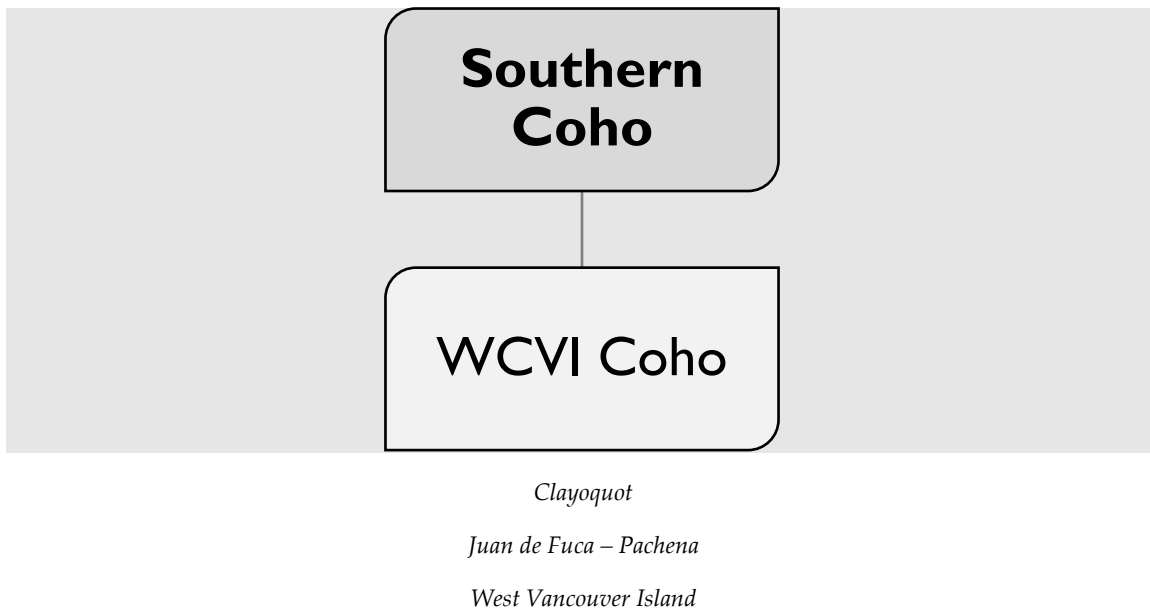 Southern
Coho
WCVI Coho
Clayoquot
Juan de Fuca – Pachena
West Vancouver Island